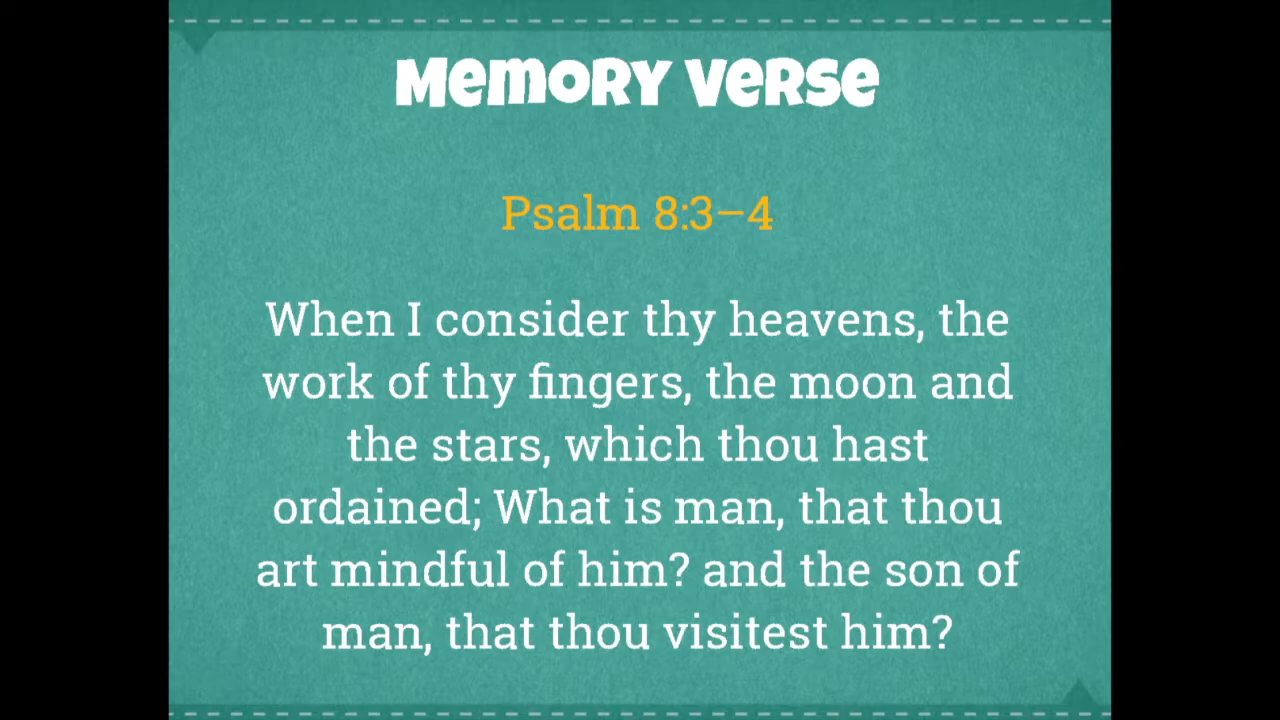 Memory Verse
Psalm 8:3–4
When I consider thy heavens, the
work of thy fingers, the moon and
the stars, which thou hast
ordained; What is man, that thou
art mindful of him? and the son of
man, that thou visitest him?